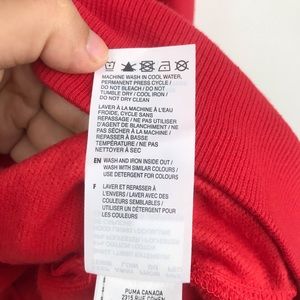 MACHINE WASH IN COOL WATER,
PERMANENT PRESS CYCLE /
DO NOT BLEACH / DO NOT
TUMBLE DRY / COOL IRON /
DO NOT DRY CLEAN
LAVER À LA MACHINE À L'EAU
FROIDE, CYCLE SANS
REPASSAGE / NE PAS UTILISER
D'AGENT DE BLANCHIMENT / NE
PAS SÉCHER À LA MACHINE /
REPASSER À BASSE
TEMPÉRATURE / NE PAS
NETTOYER À SEC
EN WASH AND IRON INSIDE OUT /
WASH WITH SIMILAR COLOURS /
USE DETERGENT FOR COLOURS
F LAVER ET REPASSER À
L'ENVERS / LAVER AVEC DES
COULEURS SEMBLABLES /
UTILISER UN DÉTERGENT POUR
LES COULEURS
PUMA CANADA
2315 RUE COHEN